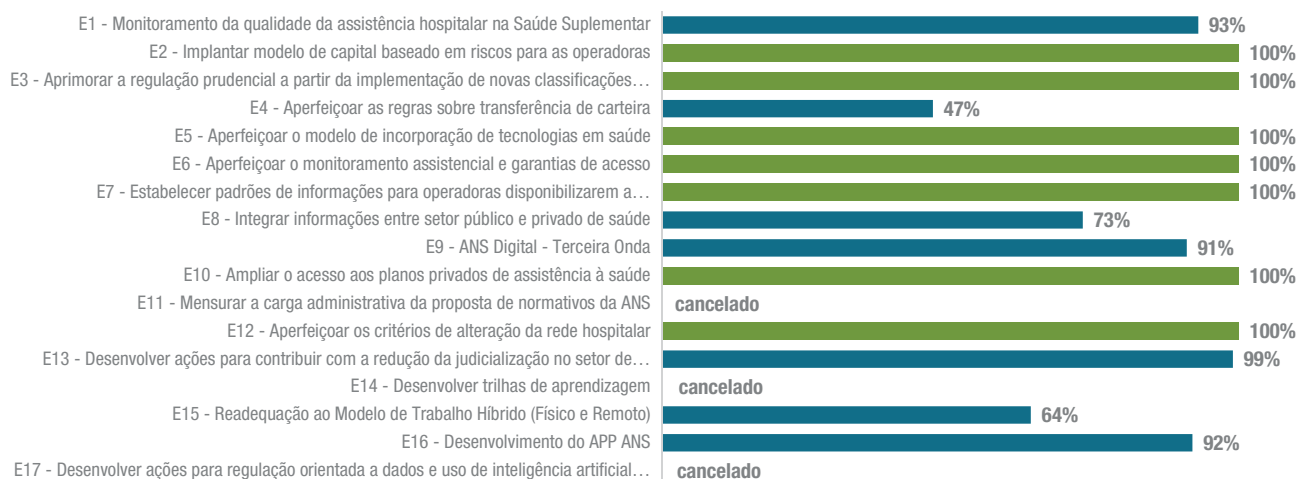 E1 - Monitoramento da qualidade da assistência hospitalar na Saúde Suplementar 93%
E2 - Implantar modelo de capital baseado em riscos para as operadoras 100%
E3 - Aprimorar a regulação prudencial a partir da implementação de novas classificações… 100%
E4 - Aperfeiçoar as regras sobre transferência de carteira 47%
E5 - Aperfeiçoar o modelo de incorporação de tecnologias em saúde 100%
E6 - Aperfeiçoar o monitoramento assistencial e garantias de acesso 100%
E7 - Estabelecer padrões de informações para operadoras disponibilizarem a… 100%
E8 - Integrar informações entre setor público e privado de saúde 73%
E9 - ANS Digital - Terceira Onda 91%
E10 - Ampliar o acesso aos planos privados de assistência à saúde 100%
E11 - Mensurar a carga administrativa da proposta de normativos da ANS cancelado
E12 - Aperfeiçoar os critérios de alteração da rede hospitalar 100%
E13 - Desenvolver ações para contribuir com a redução da judicialização no setor de… 99%
E14 - Desenvolver trilhas de aprendizagem cancelado
E15 - Readequação ao Modelo de Trabalho Híbrido (Físico e Remoto) 64%
E16 - Desenvolvimento do APP ANS 92%
E17 - Desenvolver ações para regulação orientada a dados e uso de inteligência artificial… cancelado